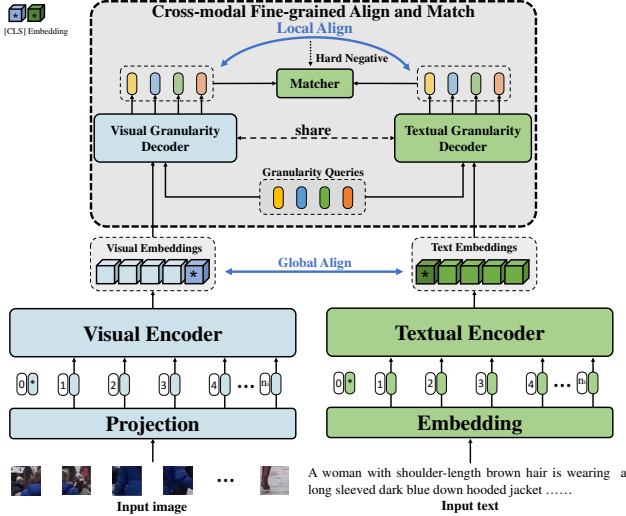 Cross-modal Fine-grained Align and Match
[CLS] Embedding
Local Align
Hard Negative
Matcher
Visual Granularity
Decoder
share
Textual Granularity
Decoder
Granularity Queries
Visual Embeddings
Text Embeddings
*
Global Align
*
Visual Encoder
Textual Encoder
0 * 1 2 3 4 ...
0 * 1 2 3 4 ...
Projection
Embedding
...
A woman with shoulder-length brown hair is wearing a
long sleeved dark blue down hooded jacket ……
Input image
Input text